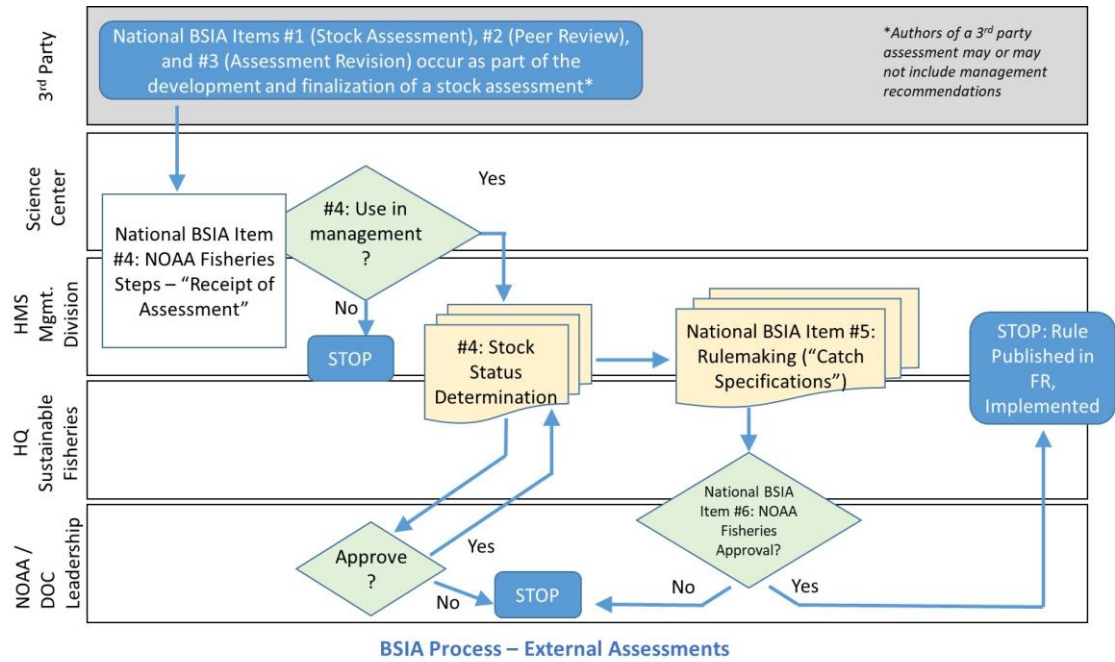 3rd Party
National BSIA Items #1 (Stock Assessment), #2 (Peer Review),
and #3 (Assessment Revision) occur as part of the
development and finalization of a stock assessment*
*Authors of a 3rd party
assessment may or may
not include management
recommendations
Science
Center
National BSIA Item
#4: NOAA Fisheries
Steps – “Receipt of
Assessment”
#4: Use in
management
?
Yes
No
STOP
HMS
Mgmt.
Division
#4: Stock
Status
Determination
National BSIA Item #5:
Rulemaking (“Catch
Specifications”)
STOP: Rule
Published in
FR,
Implemented
HQ
Sustainable
Fisheries
National BSIA
Item #6: NOAA
Fisheries
Approval?
NOAA /
DOC
Leadership
Approve
?
Yes
No
STOP
No
Yes
BSIA Process – External Assessments